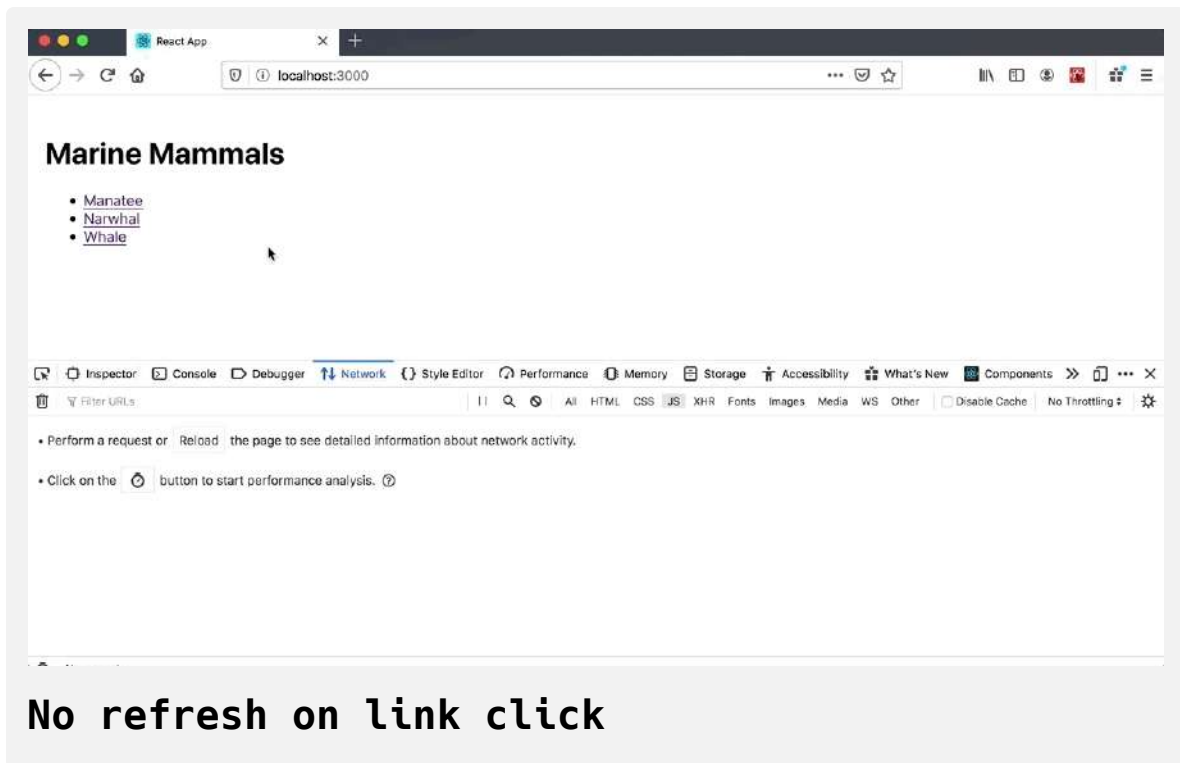 React App
localhost:3000
Marine Mammals
Manatee
Narwhal
Whale
Inspector Console Debugger Network Style Editor Performance Memory Storage Accessibility What's New Components
Filter URLs All HTML CSS JS XHR Fonts Images Media WS Other Disable Cache No Throttling
• Perform a request or Reload the page to see detailed information about network activity.
• Click on the button to start performance analysis.
No refresh on link click